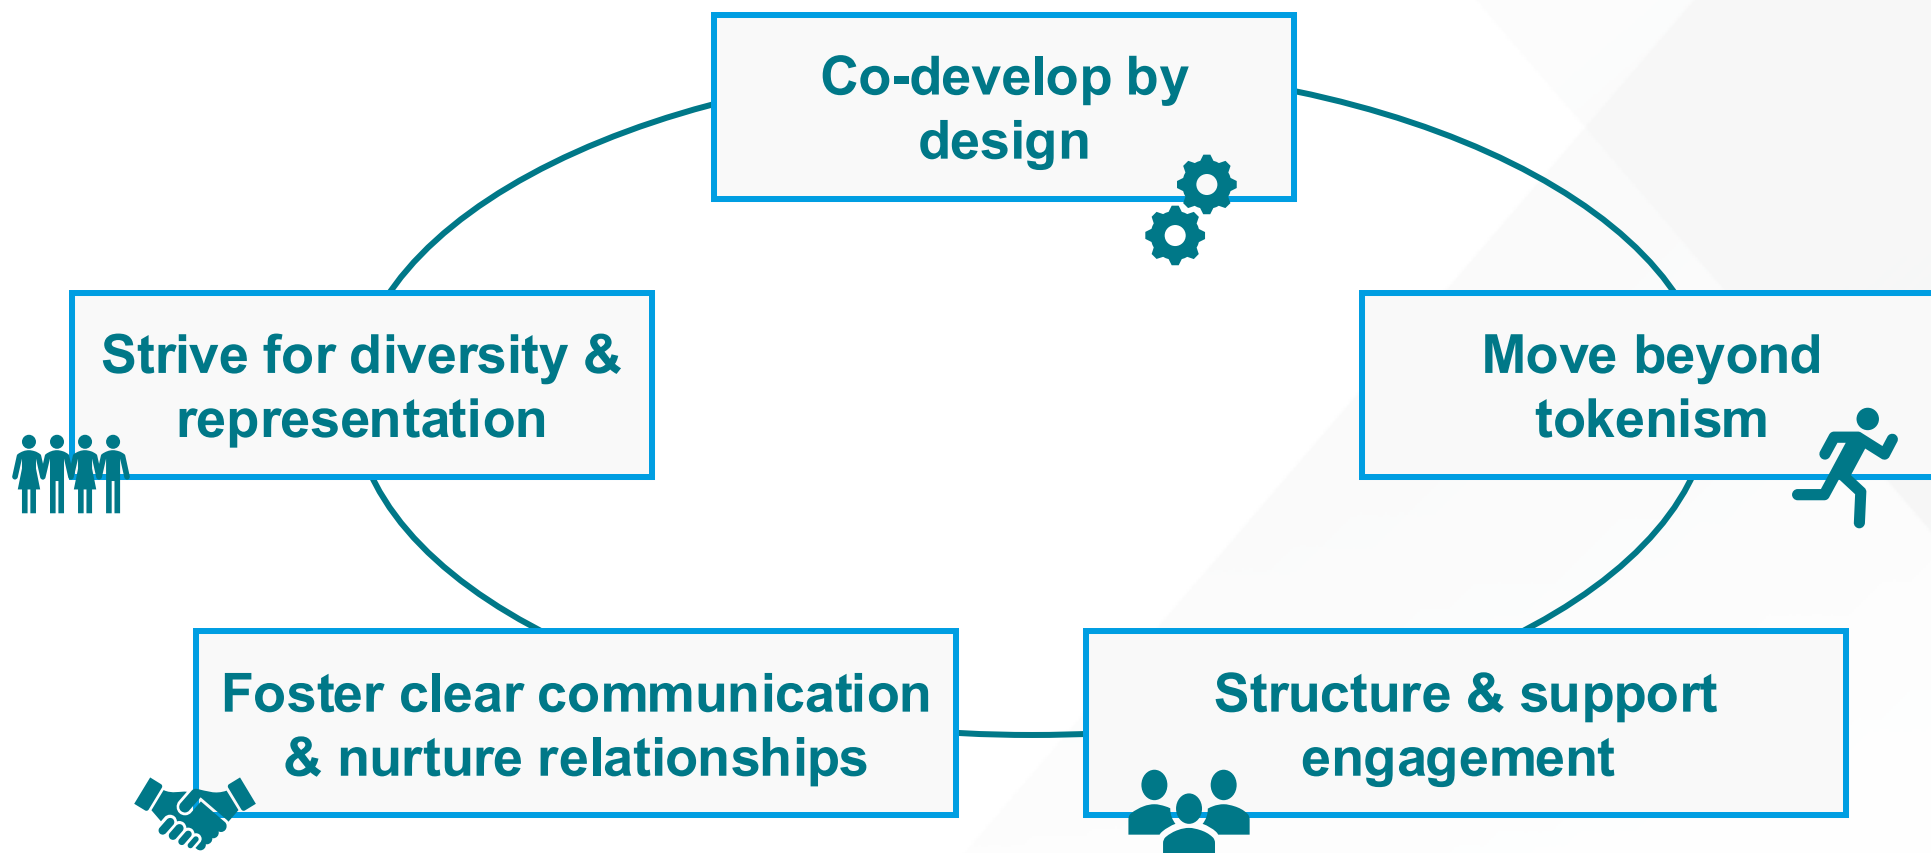 Co-develop by
design
Strive for diversity &
representation
Move beyond
tokenism
Foster clear communication
& nurture relationships
Structure & support
engagement